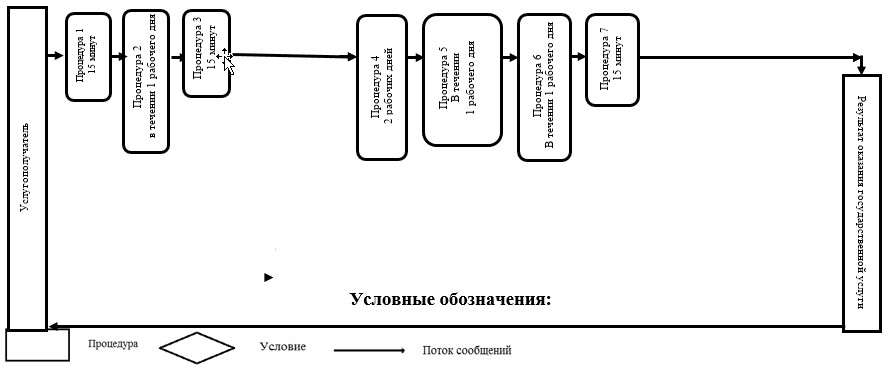 Услугополучатель
Процедура 1
15 минут
Процедура 2
в течении 1 рабочего дня
Процедура 3
15 минут
Процедура 4
2 рабочих дней
Процедура 5
В течении
1 рабочего дня
Процедура 6
В течении 1 рабочего дня
Процедура 7
15 минут
Результат оказания государственной услуги
Условные обозначения:
Процедура
Условие
Поток сообщений